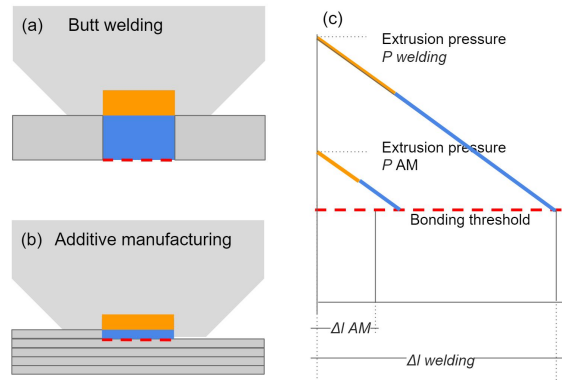 (a) Butt welding
(b) Additive manufacturing
(c)
Extrusion pressure
P welding
Extrusion pressure
P AM
Bonding threshold
Δl AM
Δl welding